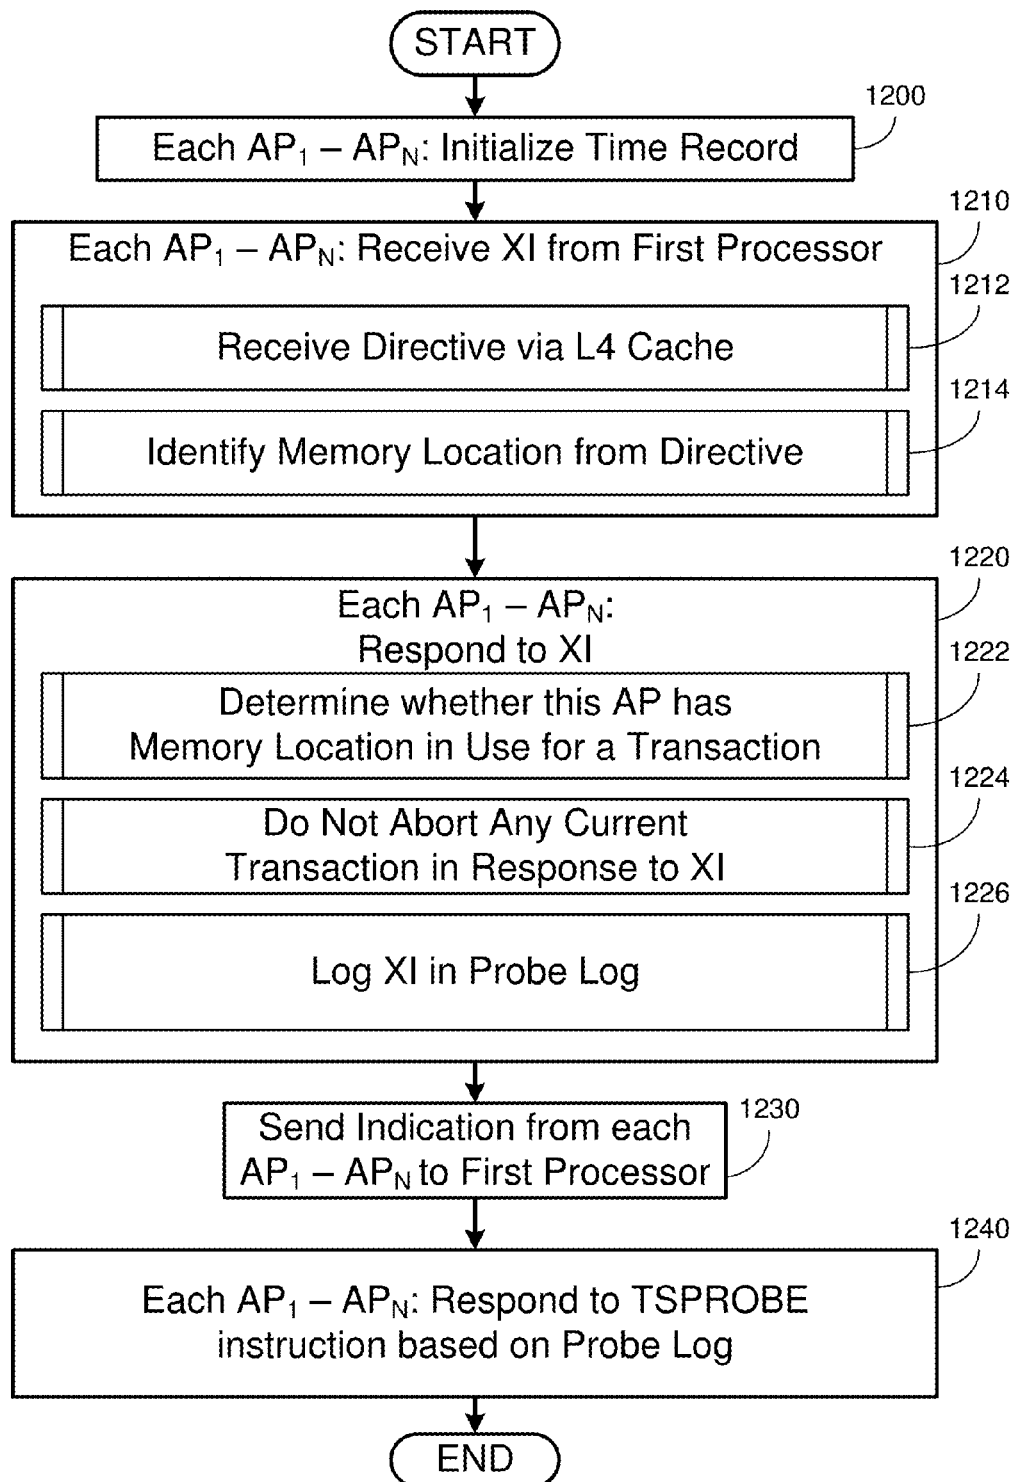 START
1200
Each AP₁ – APN: Initialize Time Record
1210
Each AP₁ – APN: Receive XI from First Processor
1212
Receive Directive via L4 Cache
1214
Identify Memory Location from Directive
1220
Each AP₁ – APN:
Respond to XI
1222
Determine whether this AP has
Memory Location in Use for a Transaction
1224
Do Not Abort Any Current
Transaction in Response to XI
1226
Log XI in Probe Log
1230
Send Indication from each
AP₁ – APN to First Processor
1240
Each AP₁ – APN: Respond to TSPROBE
instruction based on Probe Log
END